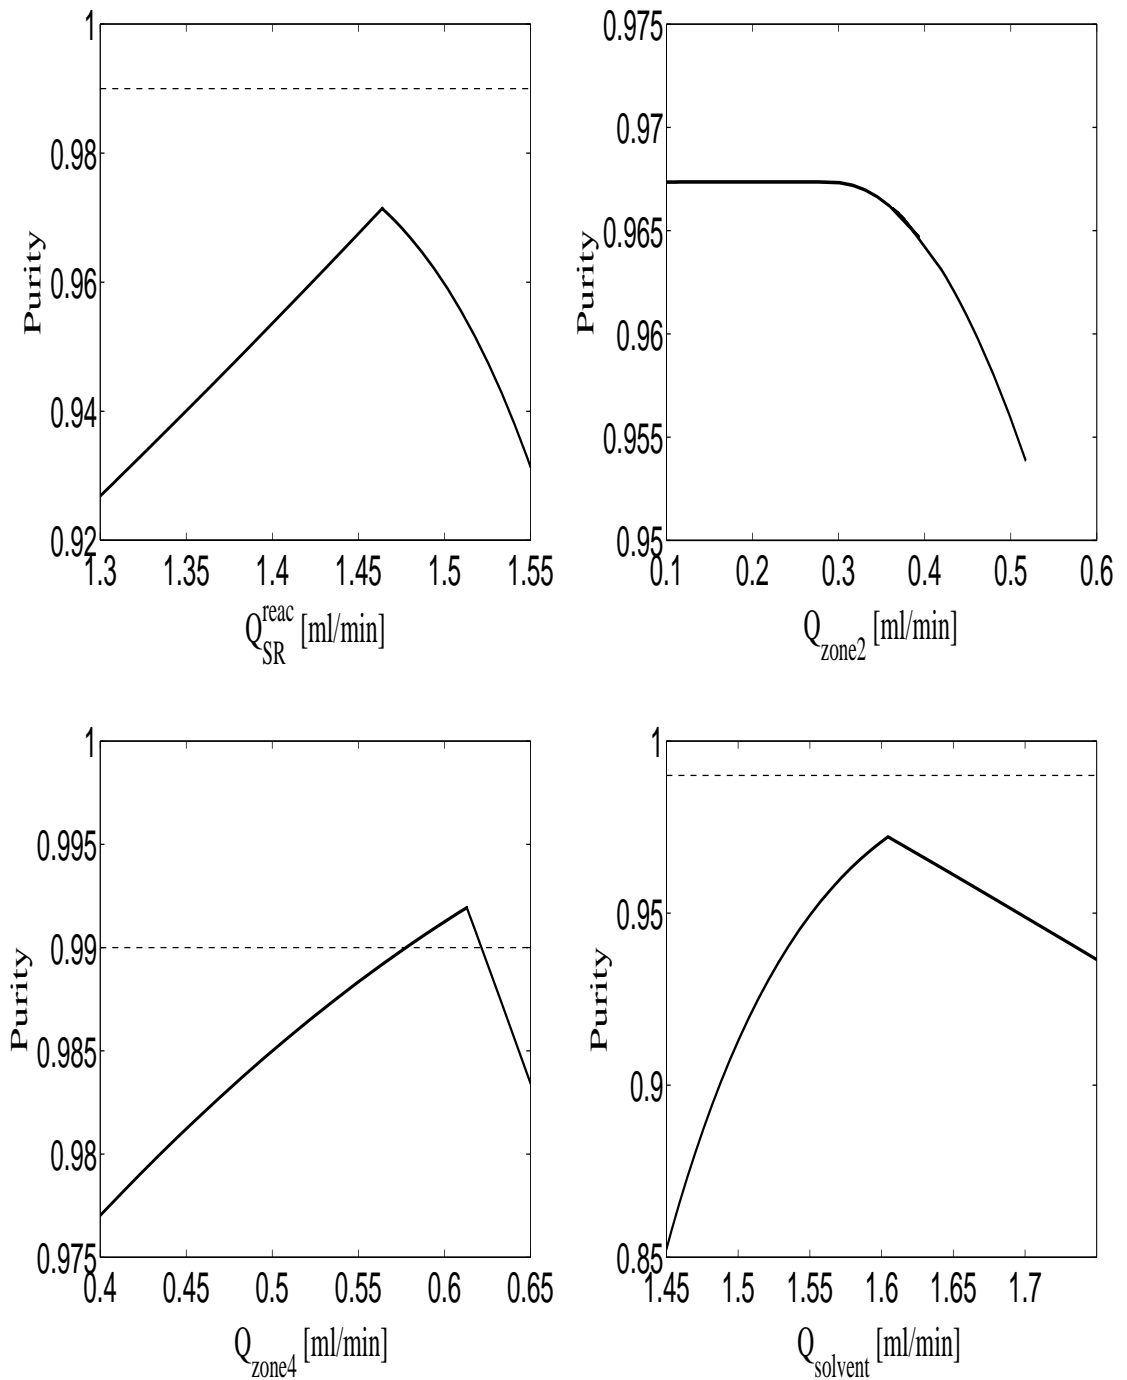 1
0.98
0.96
0.94
0.92
Purity
1.3 1.35 1.4 1.45 1.5 1.55
Q_SR^reac [ml/min]
0.975
0.97
0.965
0.96
0.955
0.95
Purity
0.1 0.2 0.3 0.4 0.5 0.6
Q_zone2 [ml/min]
1
0.995
0.99
0.985
0.98
0.975
Purity
0.4 0.45 0.5 0.55 0.6 0.65
Q_zone4 [ml/min]
1
0.95
0.9
0.85
Purity
1.45 1.5 1.55 1.6 1.65 1.7
Q_solvent [ml/min]